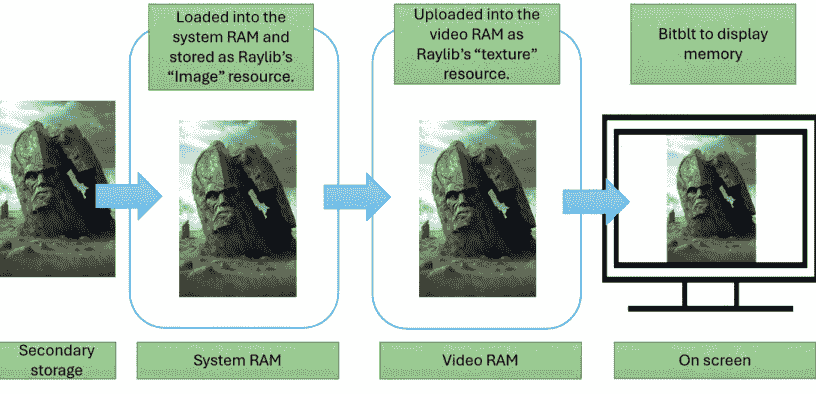 Loaded into the
system RAM and
stored as Raylib’s
“Image” resource.
Uploaded into the
video RAM as
Raylib’s “texture”
resource.
Bitblt to display
memory
Secondary
storage
System RAM
Video RAM
On screen